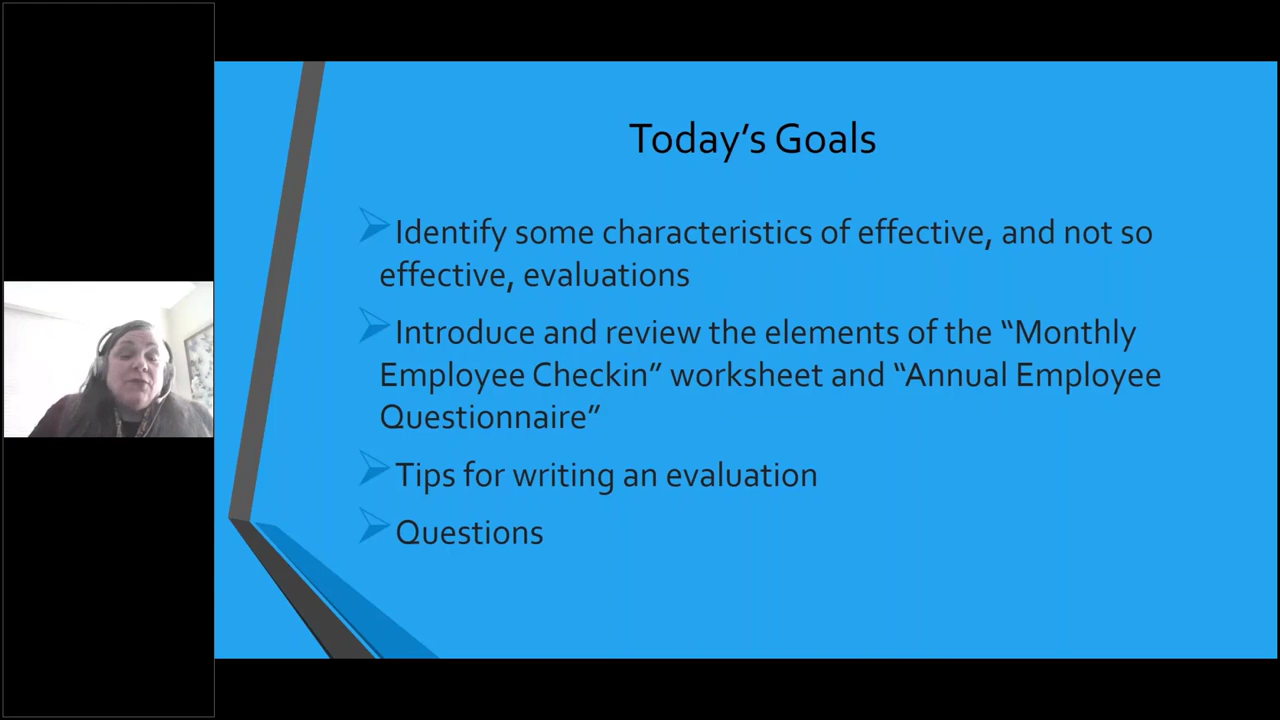 Today’s Goals
Identify some characteristics of effective, and not so
effective, evaluations
Introduce and review the elements of the “Monthly
Employee Checkin” worksheet and “Annual Employee
Questionnaire”
Tips for writing an evaluation
Questions